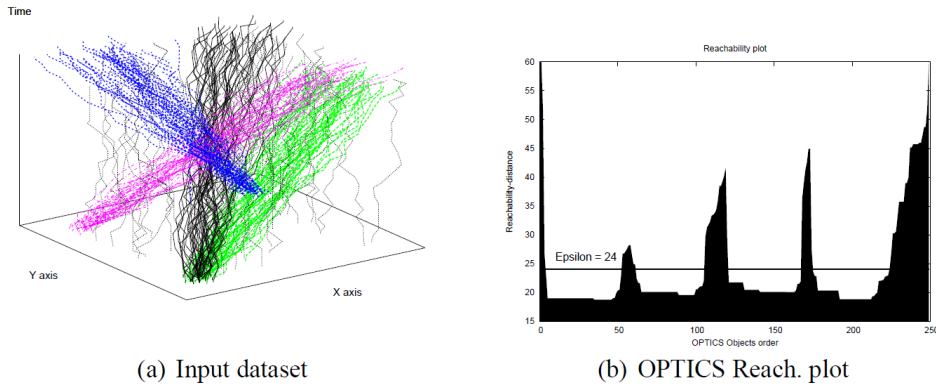 Time
Y axis
X axis
(a) Input dataset
Reachability plot
Reachability-distance
60
55
50
45
40
35
30
25
20
15
Epsilon = 24
0
50
100
150
200
250
OPTICS Objects order
(b) OPTICS Reach. plot